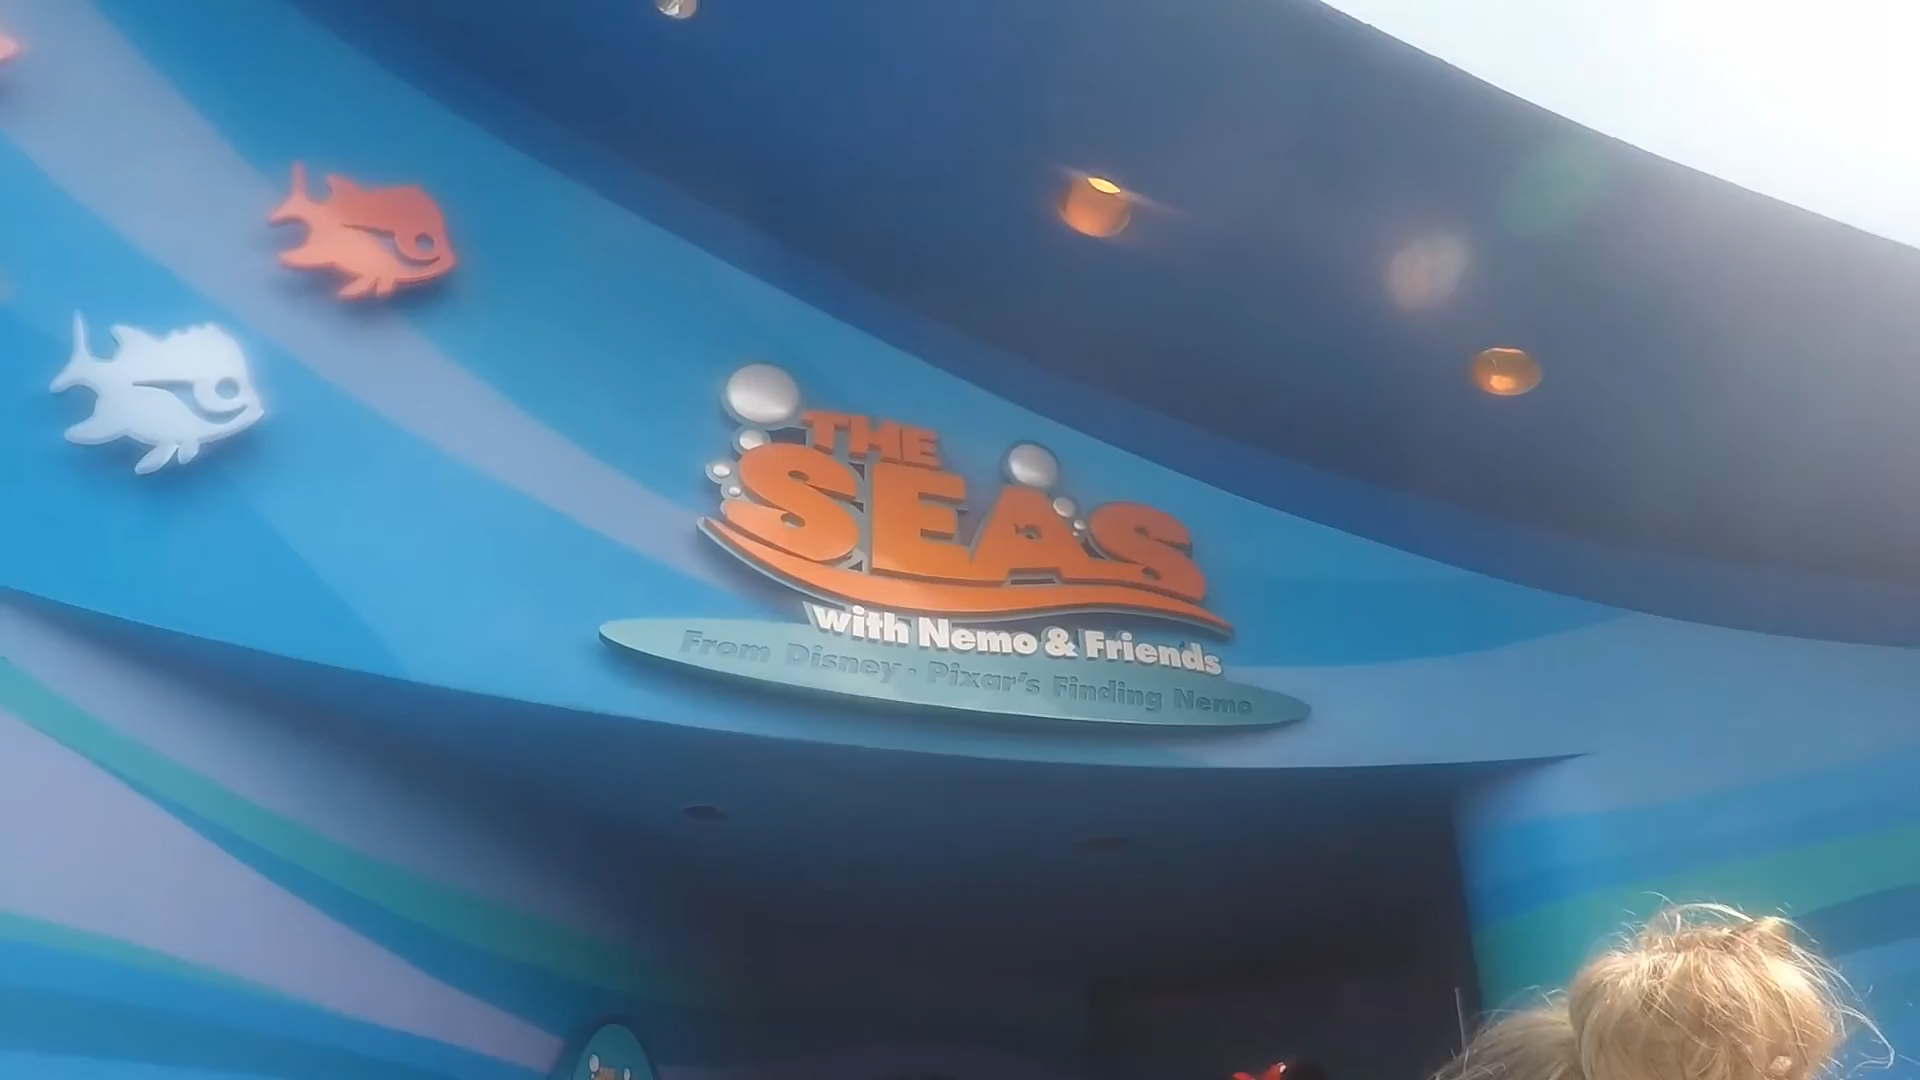 THE
SEAS
with Nemo & Friends
From Disney • Pixar's Finding Nemo